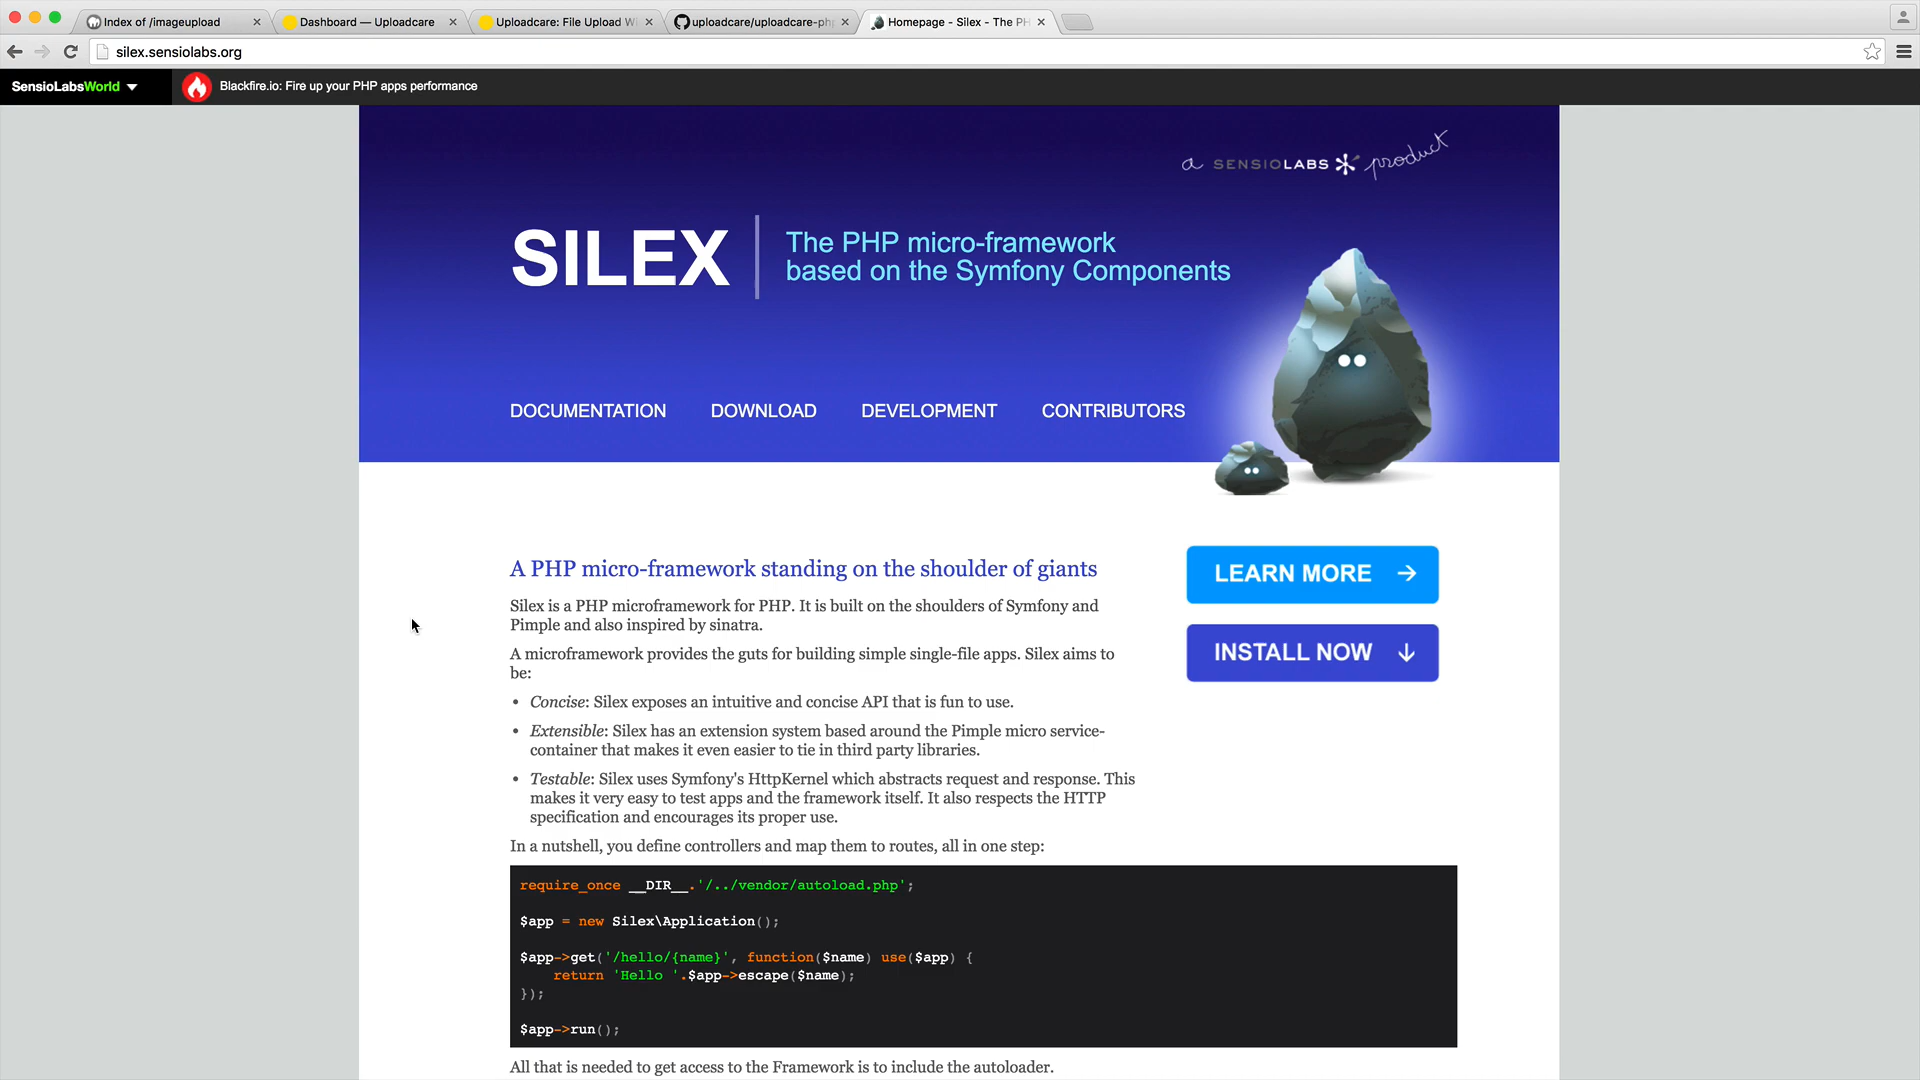 Index of /imageupload
Dashboard — Uploadcare
Uploadcare: File Upload Wi
uploadcare/uploadcare-php
Homepage - Silex - The PH
silex.sensiolabs.org
SensioLabsWorld
Blackfire.io: Fire up your PHP apps performance
a SENSIOLABS product
SILEX
The PHP micro-framework
based on the Symfony Components
DOCUMENTATION DOWNLOAD DEVELOPMENT CONTRIBUTORS
A PHP micro-framework standing on the shoulder of giants
LEARN MORE →
Silex is a PHP microframework for PHP. It is built on the shoulders of Symfony and
Pimple and also inspired by sinatra.
INSTALL NOW ↓
A microframework provides the guts for building simple single-file apps. Silex aims to
be:
• Concise: Silex exposes an intuitive and concise API that is fun to use.
• Extensible: Silex has an extension system based around the Pimple micro service-
container that makes it even easier to tie in third party libraries.
• Testable: Silex uses Symfony's HttpKernel which abstracts request and response. This
makes it very easy to test apps and the framework itself. It also respects the HTTP
specification and encourages its proper use.
In a nutshell, you define controllers and map them to routes, all in one step:
require_once __DIR__.'/../vendor/autoload.php';
$app = new Silex\Application();
$app->get('/hello/{name}', function($name) use($app) {
return 'Hello '.$app->escape($name);
});
$app->run();
All that is needed to get access to the Framework is to include the autoloader.